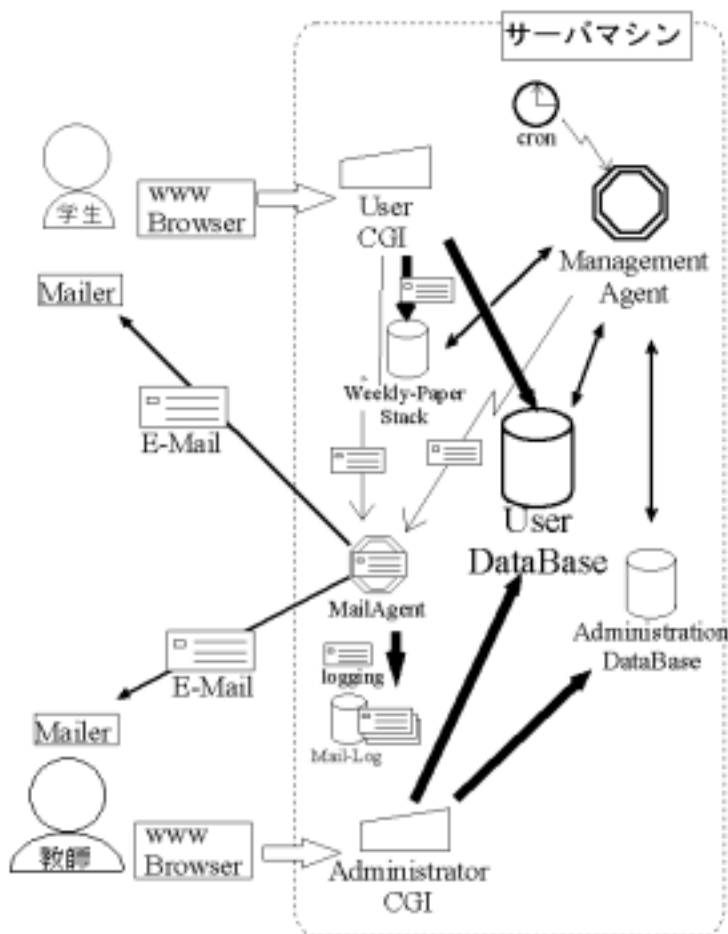 サーバマシン
cron
学生
WWW
Browser
User
CGI
Management
Agent
Mailer
Weekly-Paper
Stack
E-Mail
User
DataBase
MailAgent
Administration
DataBase
logging
E-Mail
Mail-Log
Mailer
教師
WWW
Browser
Administrator
CGI